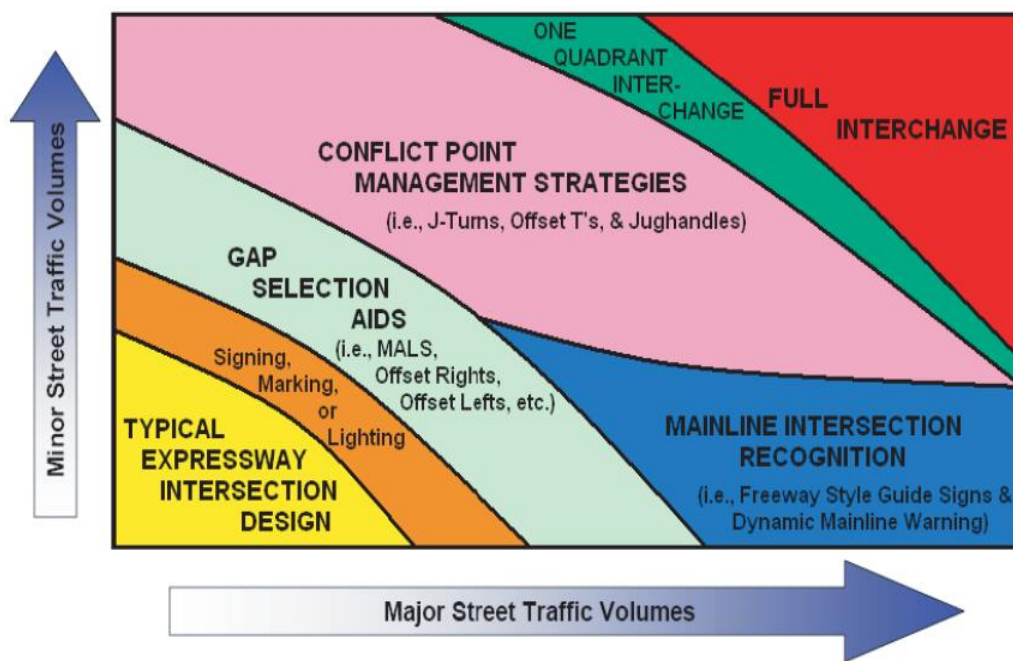 Minor Street Traffic Volumes
ONE
QUADRANT
INTER-
CHANGE
FULL
INTERCHANGE
CONFLICT POINT
MANAGEMENT STRATEGIES
(i.e., J-Turns, Offset T's, & Jughandles)
GAP
SELECTION
AIDS
(i.e., MALS,
Offset Rights,
Offset Lefts, etc.)
Signing,
Marking,
or
Lighting
TYPICAL
EXPRESSWAY
INTERSECTION
DESIGN
MAINLINE INTERSECTION
RECOGNITION
(i.e., Freeway Style Guide Signs &
Dynamic Mainline Warning)
Major Street Traffic Volumes